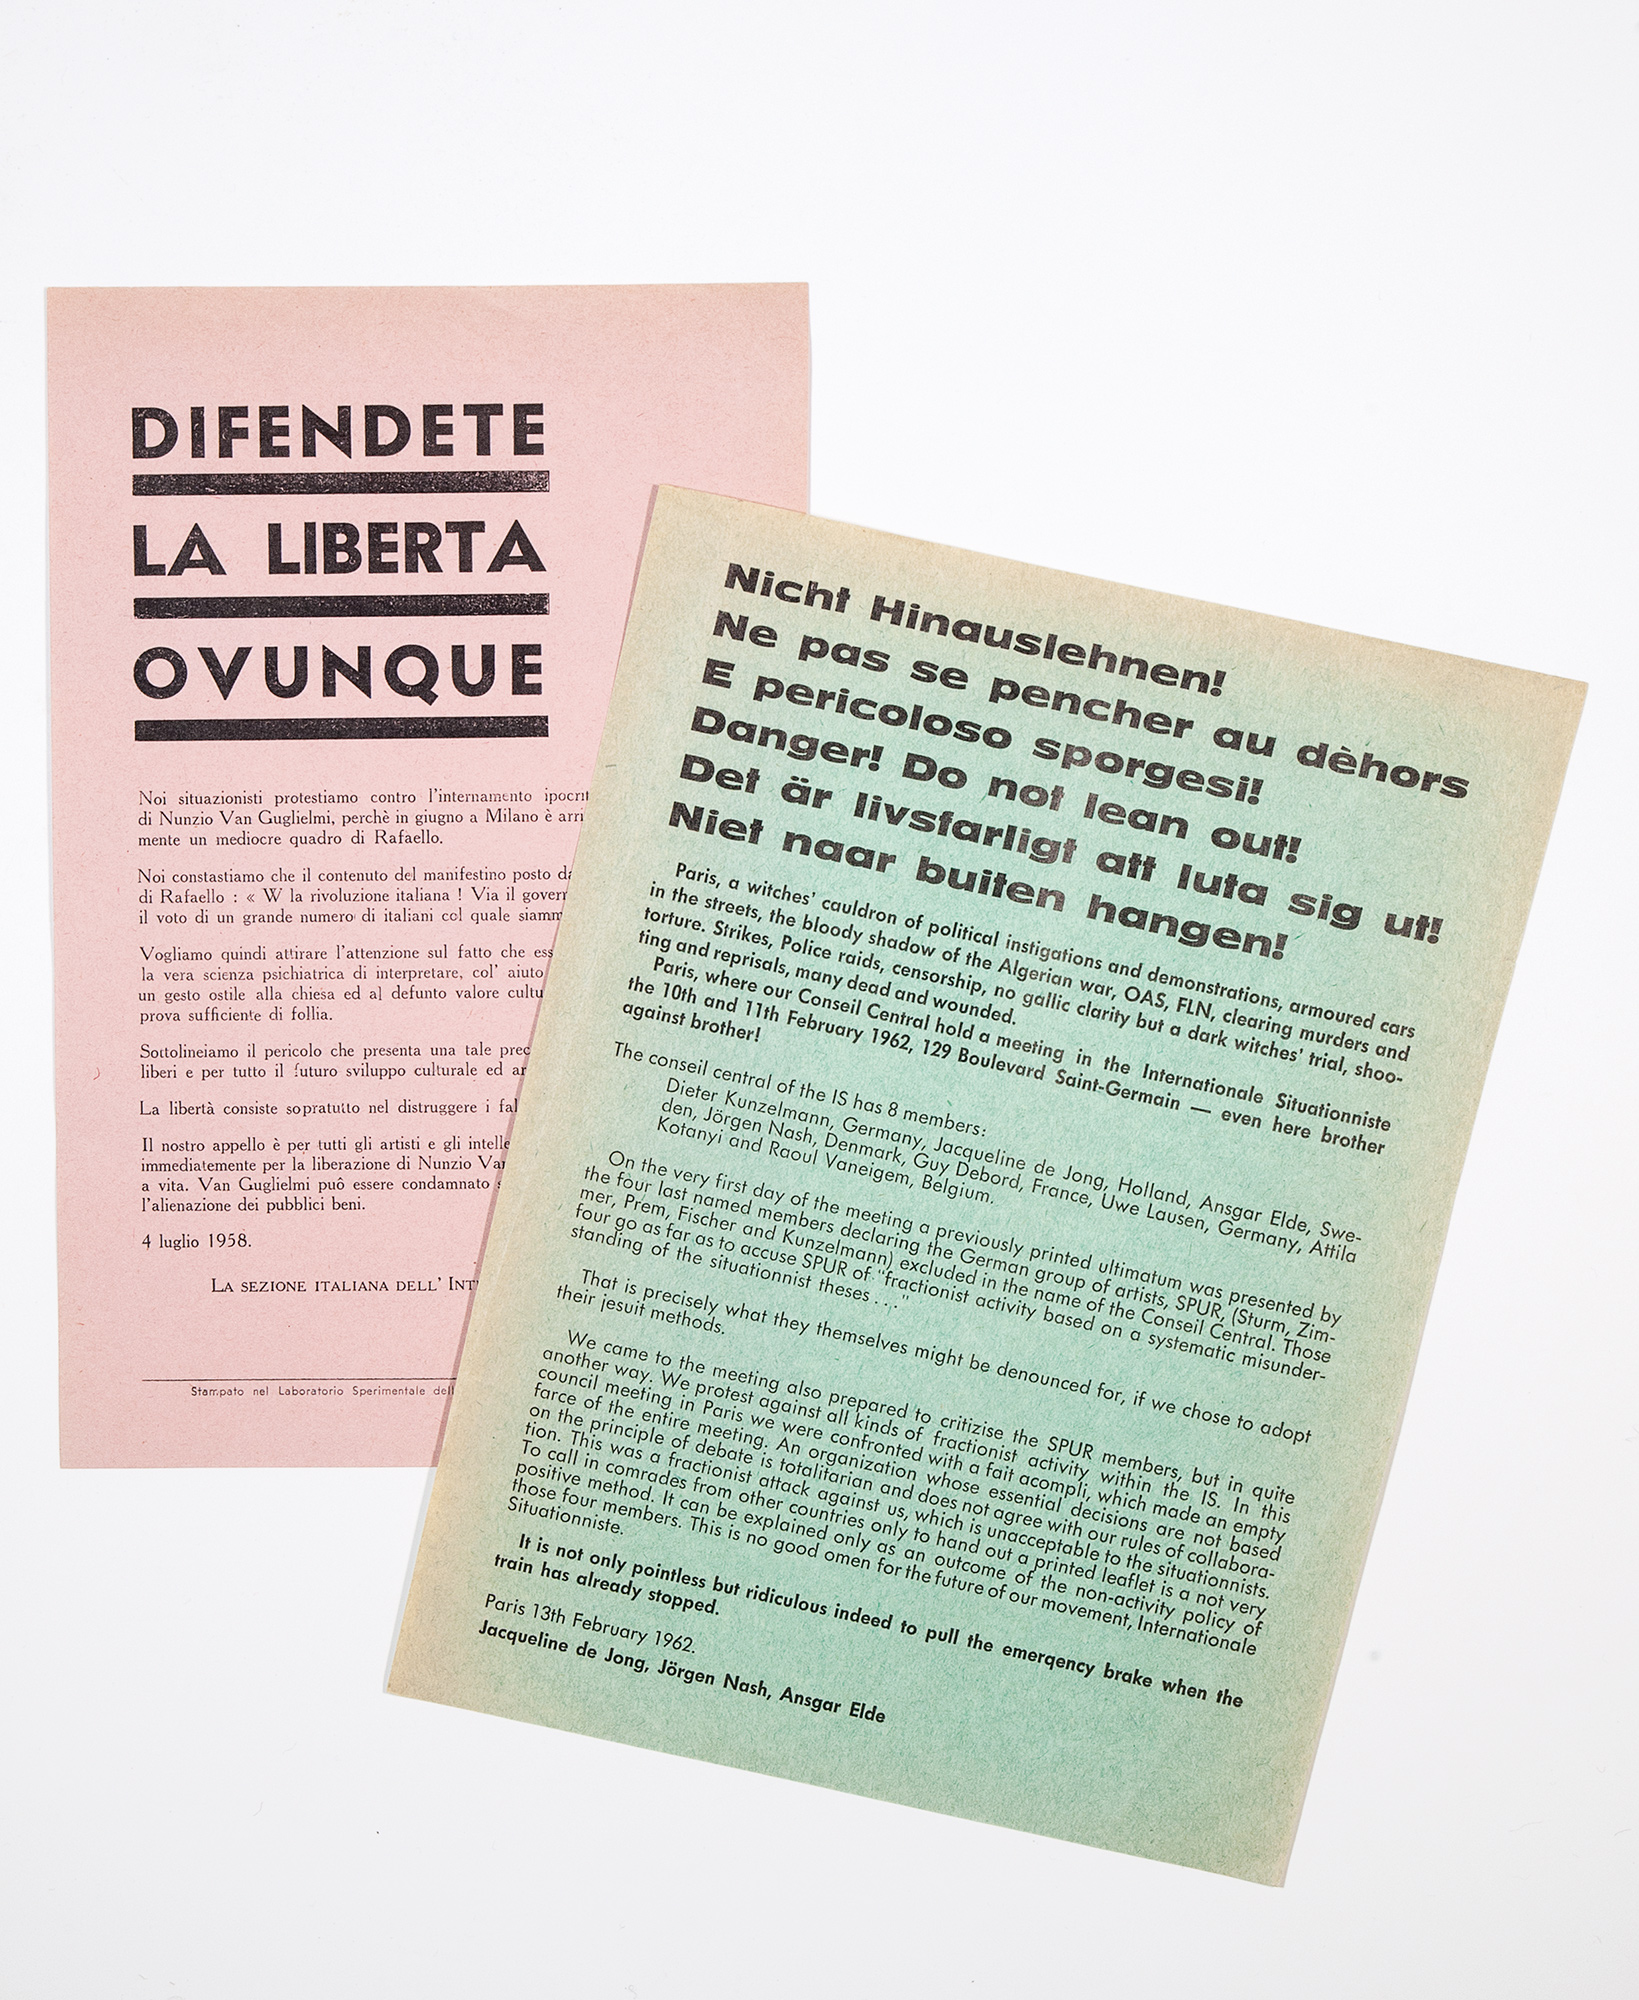 DIFENDETE
LA LIBERTA
OVUNQUE
Noi situazionisti protestiamo contro l'internamento ipocrit
di Nunzio Van Guglielmi, perchè in giugno a Milano è arri
mente un mediocre quadro di Rafaello.
Noi constastiamo che il contenuto del manifestino posto da
di Rafaello : « W la rivoluzione italiana ! Via il govern
il voto di un grande numero di italiani col quale siamm
Vogliamo quindi attirare l'attenzione sul fatto che ess
la vera scienza psichiatrica di interpretare, col' aiuto
un gesto ostile alla chiesa ed al defunto valore cultu
prova sufficiente di follia.
Sottolineiamo il pericolo che presenta una tale prec
liberi e per tutto il futuro sviluppo culturale ed ar
La libertà consiste sopratutto nel distruggere i fal
Il nostro appello è per tutti gli artisti e gli intelle
immediatemente per la liberazione di Nunzio Va
a vita. Van Guglielmi puô essere condamnato s
l'alienazione dei pubblici beni.
4 luglio 1958.
LA SEZIONE ITALIANA DELL' INT
Stampato nel Laboratorio Sperimentale dell
Nicht Hinauslehnen!
Ne pas se pencher au dèhors
E pericoloso sporgesi!
Danger! Do not lean out!
Det är livsfarligt att luta sig ut!
Niet naar buiten hangen!
Paris, a witches' cauldron of political instigations and demonstrations, armoured cars
in the streets, the bloody shadow of the Algerian war, OAS, FLN, clearing murders and
torture. Strikes, Police raids, censorship, no gallic clarity but a dark witches' trial, shoo-
ting and reprisals, many dead and wounded.
Paris, where our Conseil Central hold a meeting in the Internationale Situationniste
the 10th and 11th February 1962, 129 Boulevard Saint-Germain — even here brother
against brother!
The conseil central of the IS has 8 members:
Dieter Kunzelmann, Germany, Jacqueline de Jong, Holland, Ansgar Elde, Swe-
den, Jörgen Nash, Denmark, Guy Debord, France, Uwe Lausen, Germany, Attila
Kotanyi and Raoul Vaneigem, Belgium.
On the very first day of the meeting a previously printed ultimatum was presented by
the four last named members declaring the German group of artists, SPUR, (Sturm, Zim-
mer, Prem, Fischer and Kunzelmann) excluded in the name of the Conseil Central. Those
four go as far as to accuse SPUR of "fractionist activity based on a systematic misunder-
standing of the situationnist theses . . ."
That is precisely what they themselves might be denounced for, if we chose to adopt
their jesuit methods.
We came to the meeting also prepared to critizise the SPUR members, but in quite
another way. We protest against all kinds of fractionist activity within the IS. In this
council meeting in Paris we were confronted with a fait acompli, which made an empty
farce of the entire meeting. An organization whose essential decisions are not based
on the principle of debate is totalitarian and does not agree with our rules of collabora-
tion. This was a fractionist attack against us, which is unacceptable to the situationnists.
To call in comrades from other countries only to hand out a printed leaflet is a not very
positive method. It can be explained only as an outcome of the non-activity policy of
those four members. This is no good omen for the future of our movement, Internationale
Situationniste.
It is not only pointless but ridiculous indeed to pull the emergency brake when the
train has already stopped.
Paris 13th February 1962.
Jacqueline de Jong, Jörgen Nash, Ansgar Elde